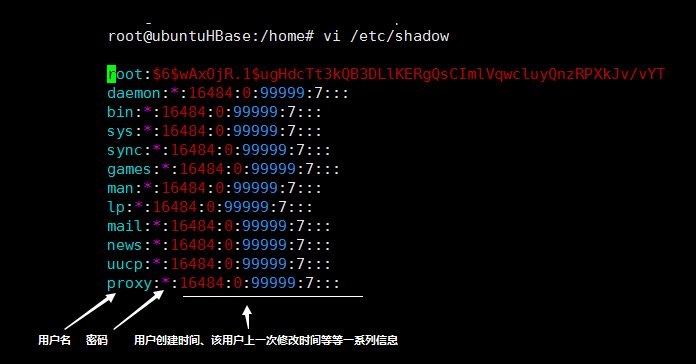 root@ubuntuHBase:/home# vi /etc/shadow
root:$6$wAxOjR.1$ugHdcTt3kQB3DLlKERgQsCImlVqwcluyQnzRPXkJv/vYT
daemon:*:16484:0:99999:7:::
bin:*:16484:0:99999:7:::
sys:*:16484:0:99999:7:::
sync:*:16484:0:99999:7:::
games:*:16484:0:99999:7:::
man:*:16484:0:99999:7:::
lp:*:16484:0:99999:7:::
mail:*:16484:0:99999:7:::
news:*:16484:0:99999:7:::
uucp:*:16484:0:99999:7:::
proxy:*:16484:0:99999:7:::
用户名 密码 用户创建时间、该用户上一次修改时间等等一系列信息